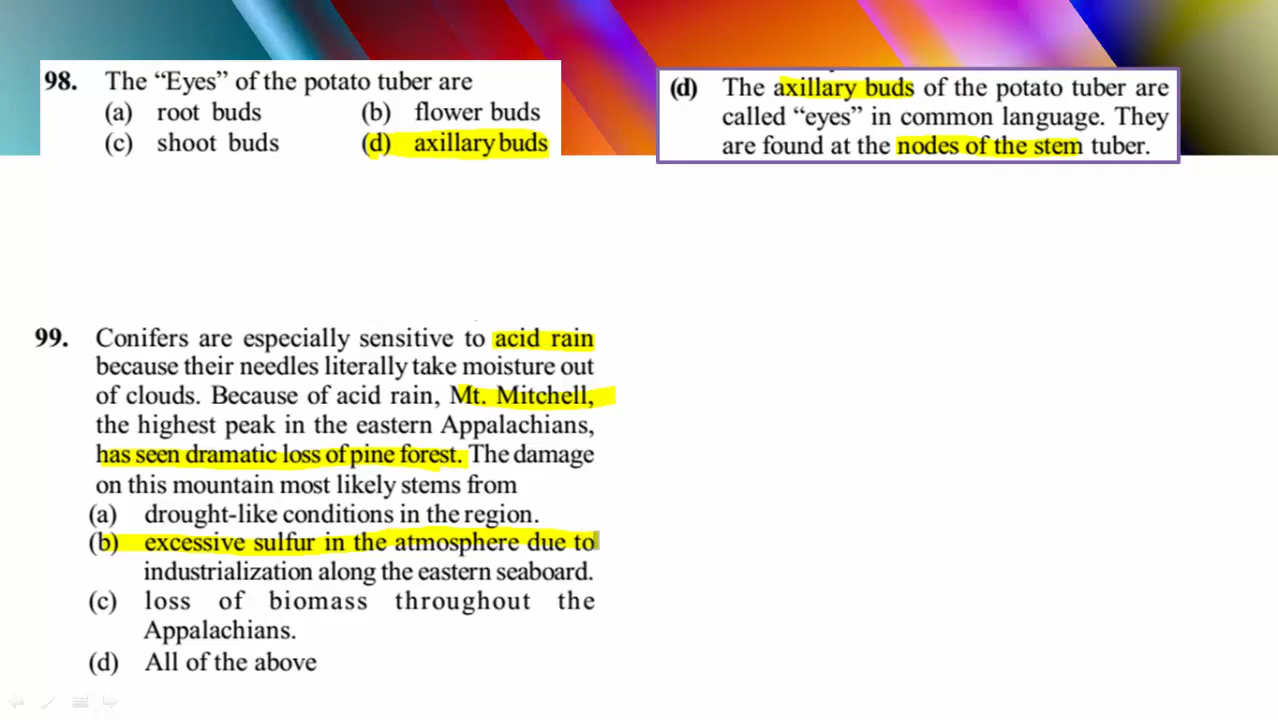 98. The “Eyes” of the potato tuber are
(a) root buds (b) flower buds
(c) shoot buds (d) axillary buds
(d) The axillary buds of the potato tuber are
called “eyes” in common language. They
are found at the nodes of the stem tuber.
99. Conifers are especially sensitive to acid rain
because their needles literally take moisture out
of clouds. Because of acid rain, Mt. Mitchell,
the highest peak in the eastern Appalachians,
has seen dramatic loss of pine forest. The damage
on this mountain most likely stems from
(a) drought-like conditions in the region.
(b) excessive sulfur in the atmosphere due to
industrialization along the eastern seaboard.
(c) loss of biomass throughout the
Appalachians.
(d) All of the above